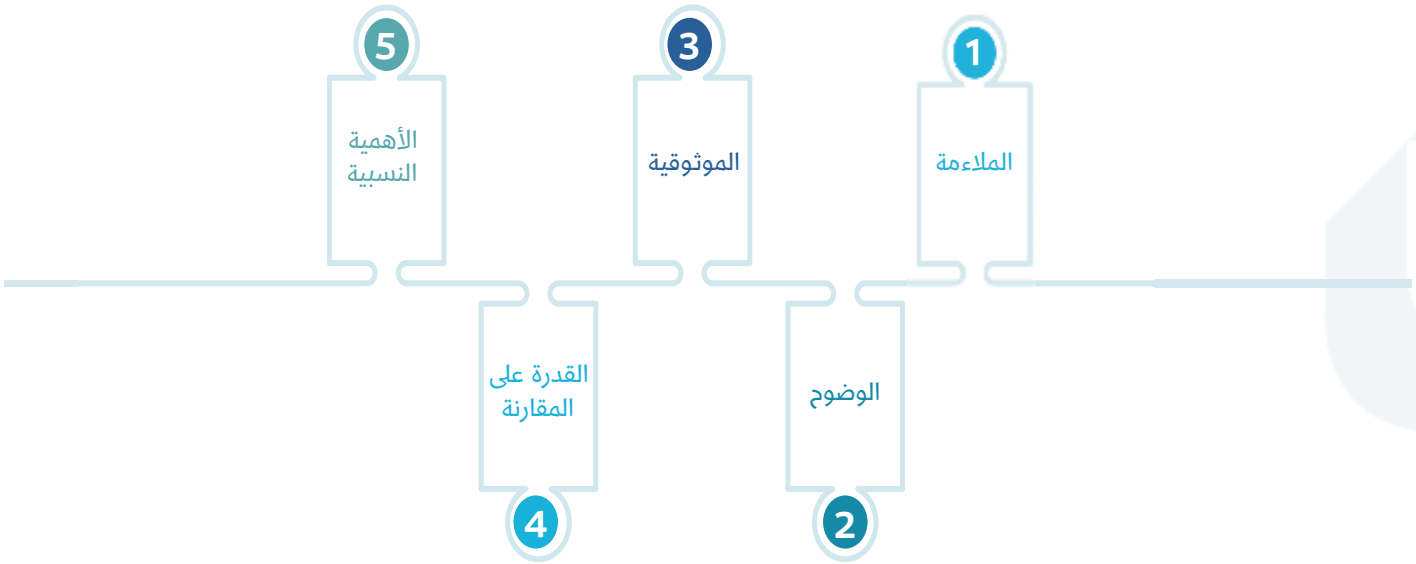 1
الملاءمة
2
الوضوح
3
الموثوقية
4
القدرة على
المقارنة
5
الأهمية
النسبية